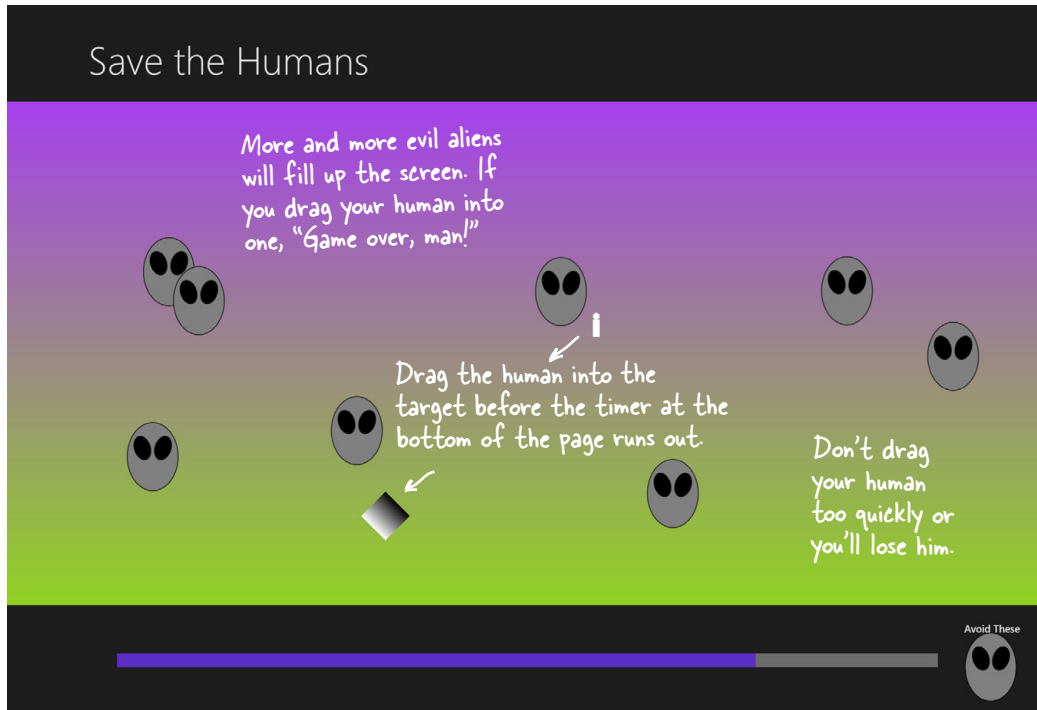 Save the Humans
More and more evil aliens
will fill up the screen. If
you drag your human into
one, “Game over, man!”
Drag the human into the
target before the timer at the
bottom of the page runs out.
Don’t drag
your human
too quickly or
you’ll lose him.
Avoid These